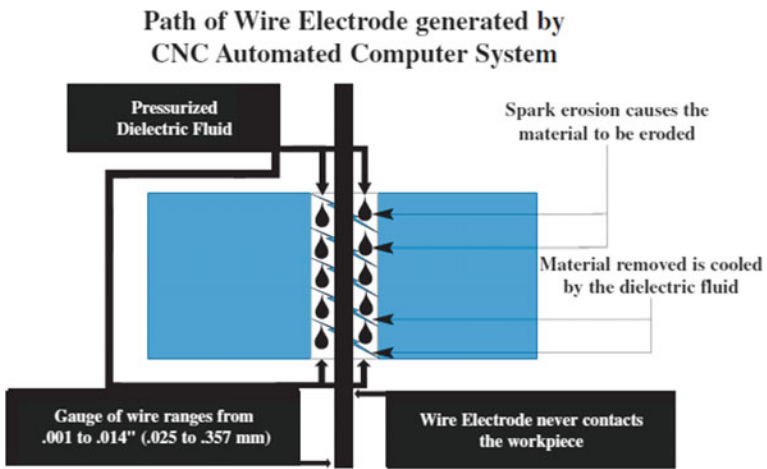 Path of Wire Electrode generated by
CNC Automated Computer System
Pressurized
Dielectric Fluid
Spark erosion causes the
material to be eroded
Material removed is cooled
by the dielectric fluid
Gauge of wire ranges from
.001 to .014" (.025 to .357 mm)
Wire Electrode never contacts
the workpiece